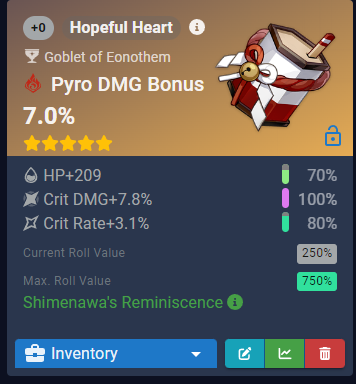 +0 Hopeful Heart
Goblet of Eonothem
Pyro DMG Bonus
7.0%
HP+209 70%
Crit DMG+7.8% 100%
Crit Rate+3.1% 80%
Current Roll Value 250%
Max. Roll Value 750%
Shimenawa's Reminiscence
Inventory